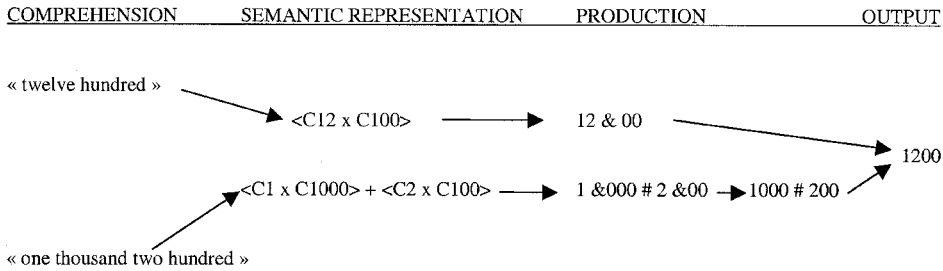 COMPREHENSION SEMANTIC REPRESENTATION PRODUCTION OUTPUT
« twelve hundred »
<C12 x C100> 12 & 00
1200
<C1 x C1000> + <C2 x C100> 1 &000 # 2 &00 1000 # 200
« one thousand two hundred »